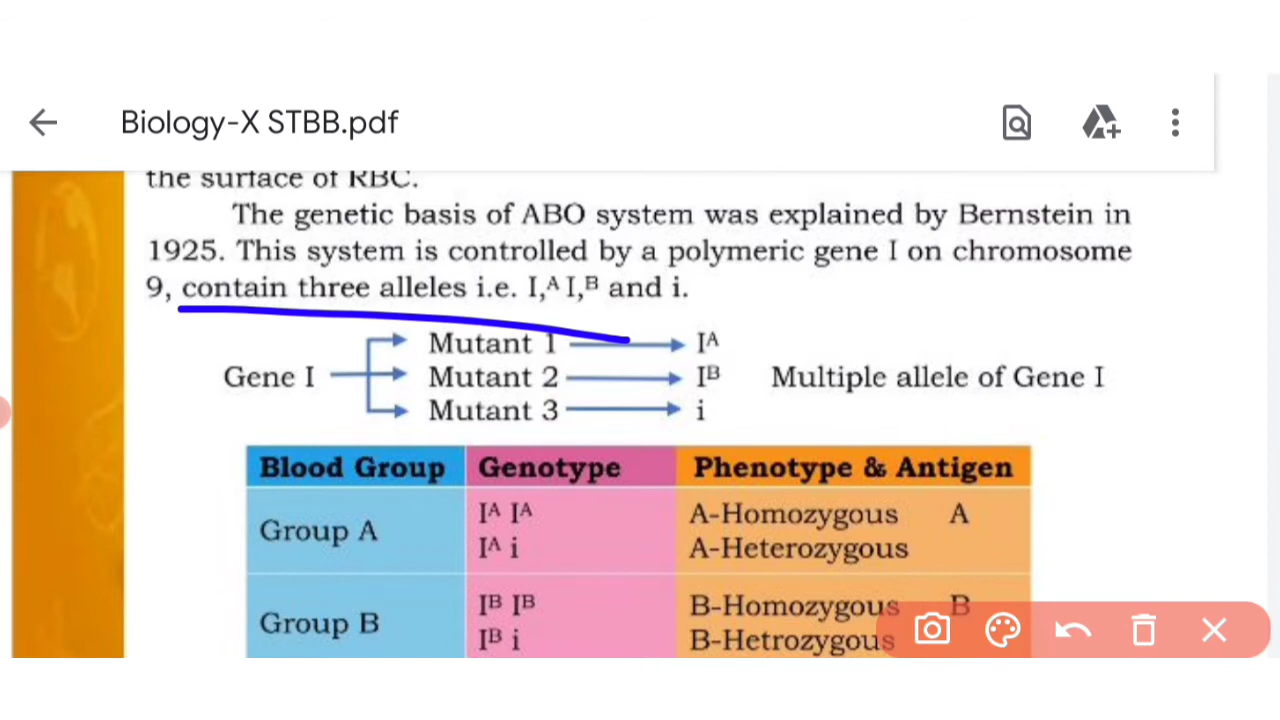 Biology-X STBB.pdf
the surface of RBC.
The genetic basis of ABO system was explained by Bernstein in
1925. This system is controlled by a polymeric gene I on chromosome
9, contain three alleles i.e. I,ᴬ I,ᴮ and i.
Mutant 1 Iᴬ
Gene I Mutant 2 Iᴮ Multiple allele of Gene I
Mutant 3 i
Blood Group Genotype Phenotype & Antigen
Group A
Iᴬ Iᴬ
Iᴬ i
A-Homozygous A
A-Heterozygous
Group B
Iᴮ Iᴮ
Iᴮ i
B-Homozygous B
B-Hetrozygous